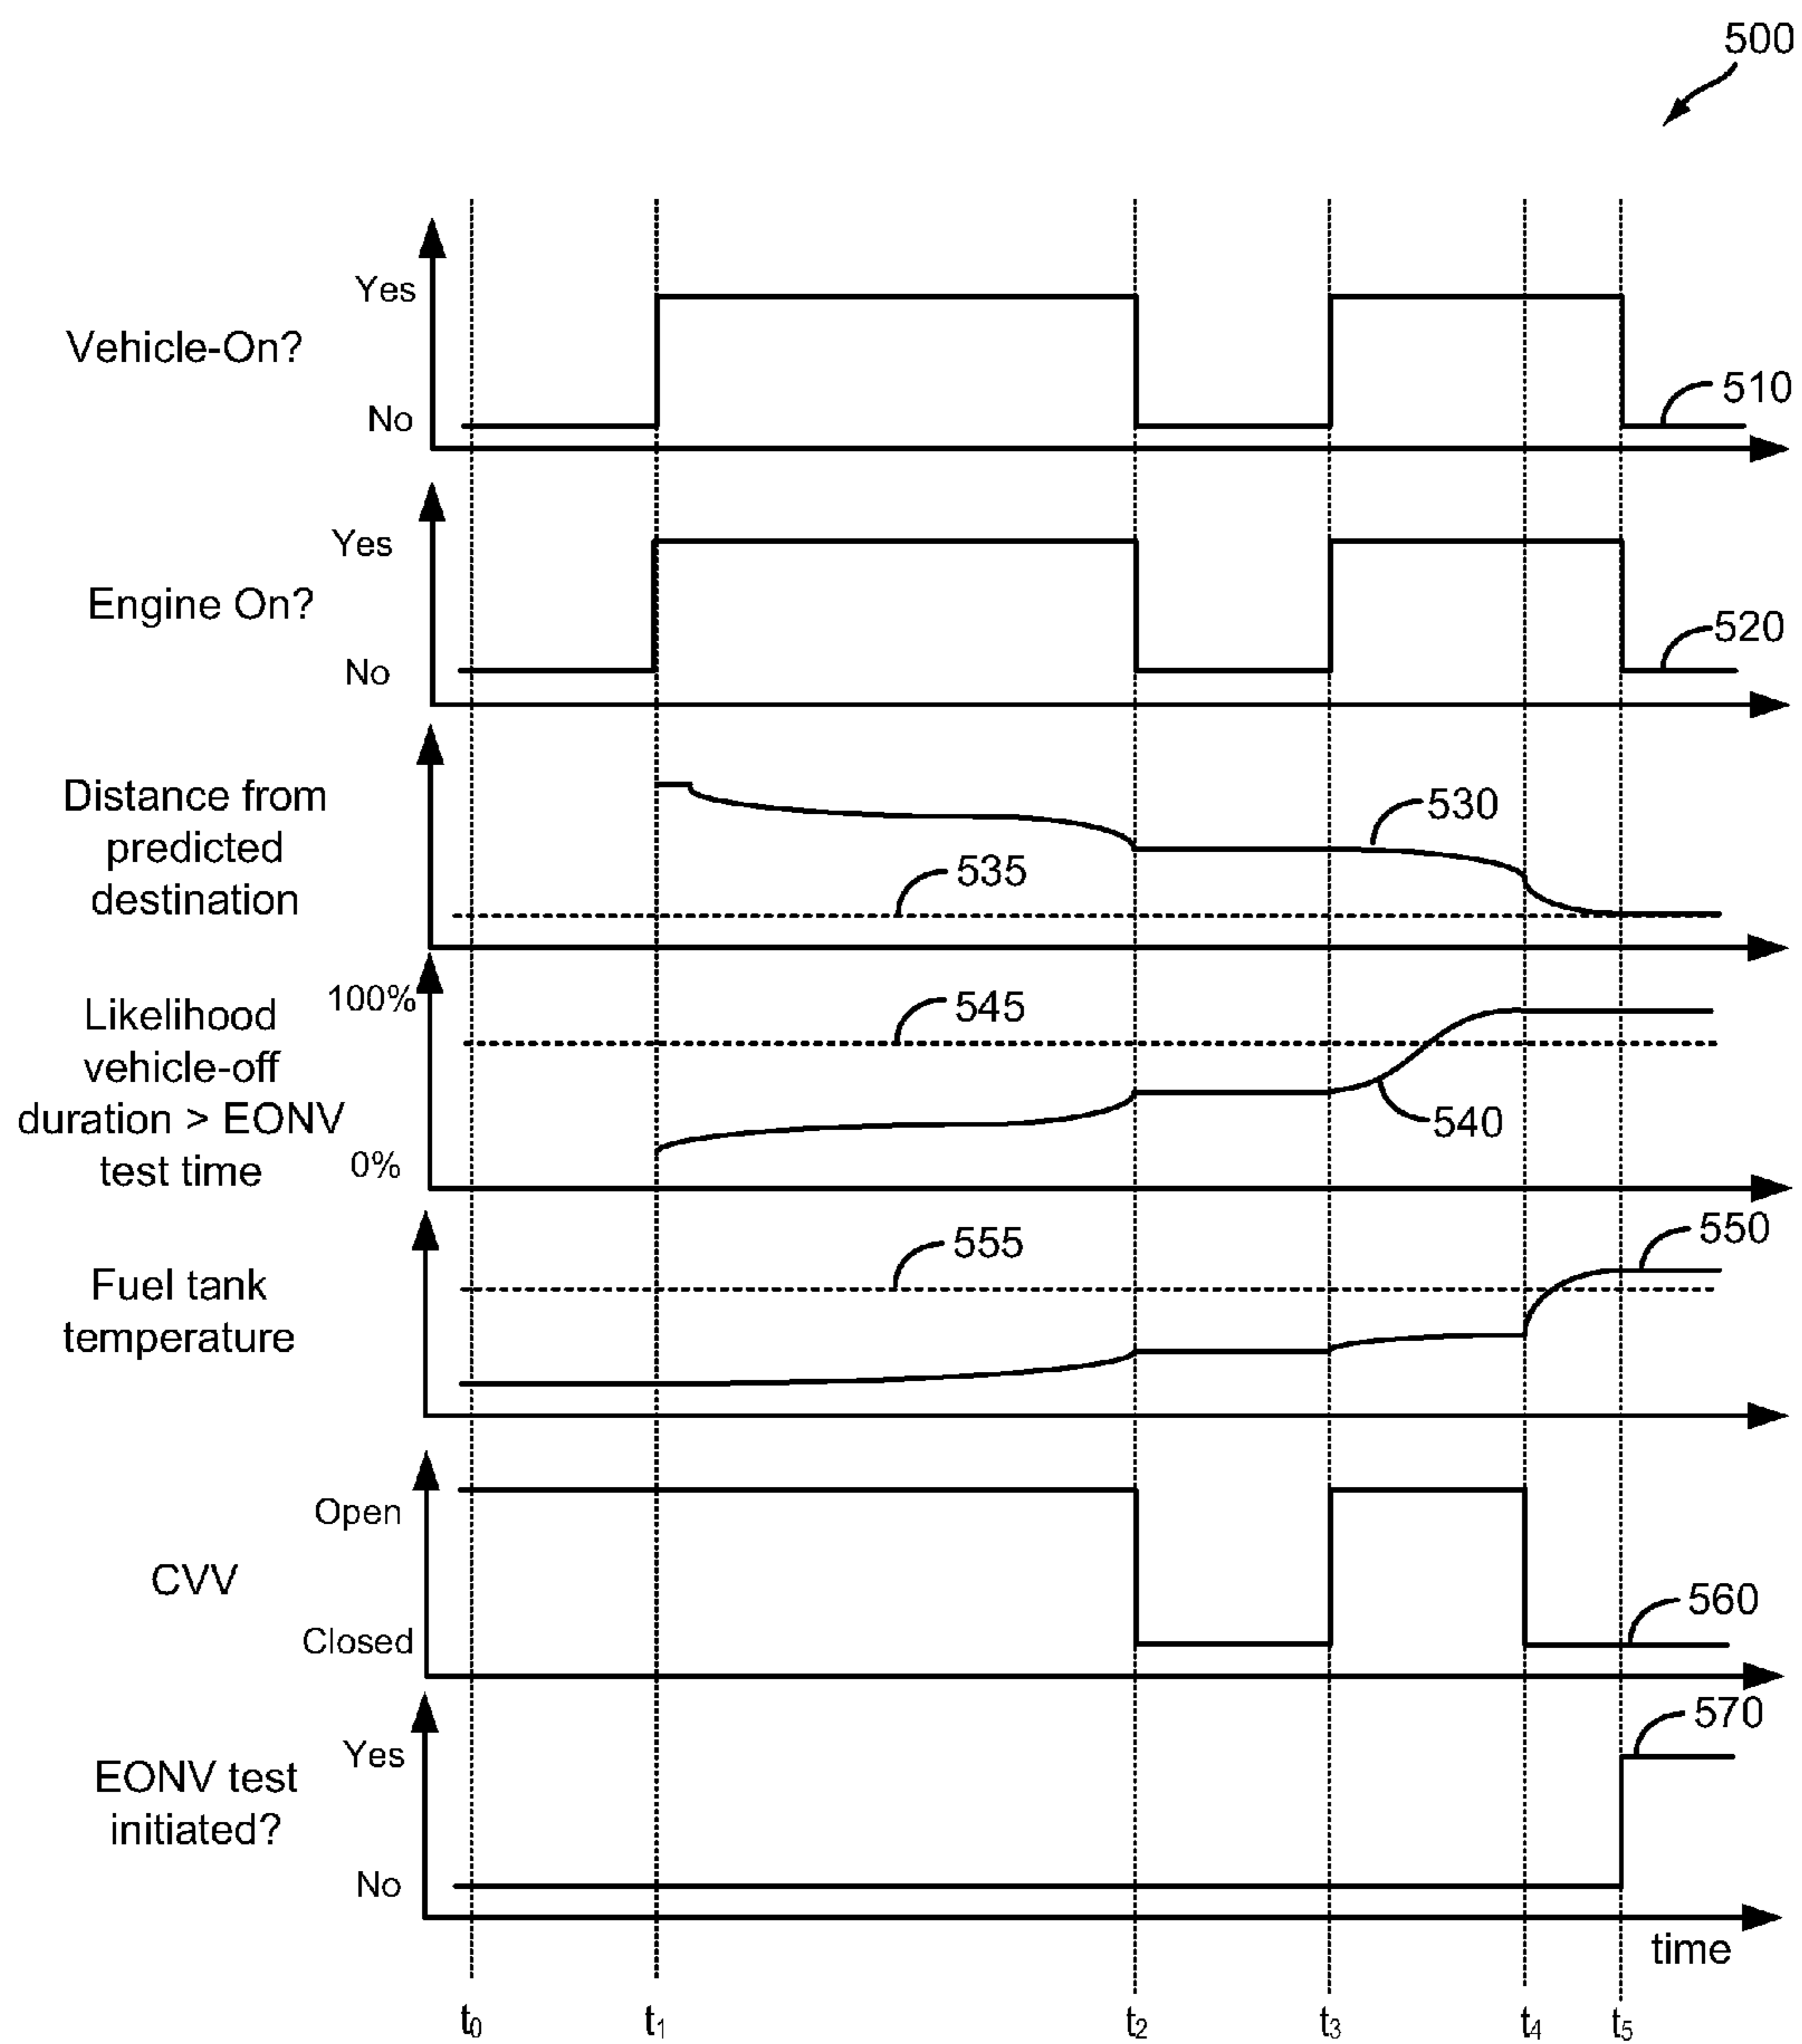 500
Yes
Vehicle-On?
510
No
Yes
Engine On?
520
No
Distance from
predicted
destination
530
535
100%
Likelihood
vehicle-off
duration > EONV
test time
545
540
0%
555
550
Fuel tank
temperature
Open
CVV
560
Closed
570
Yes
EONV test
initiated?
No
time
t0 t1 t2 t3 t4 t5